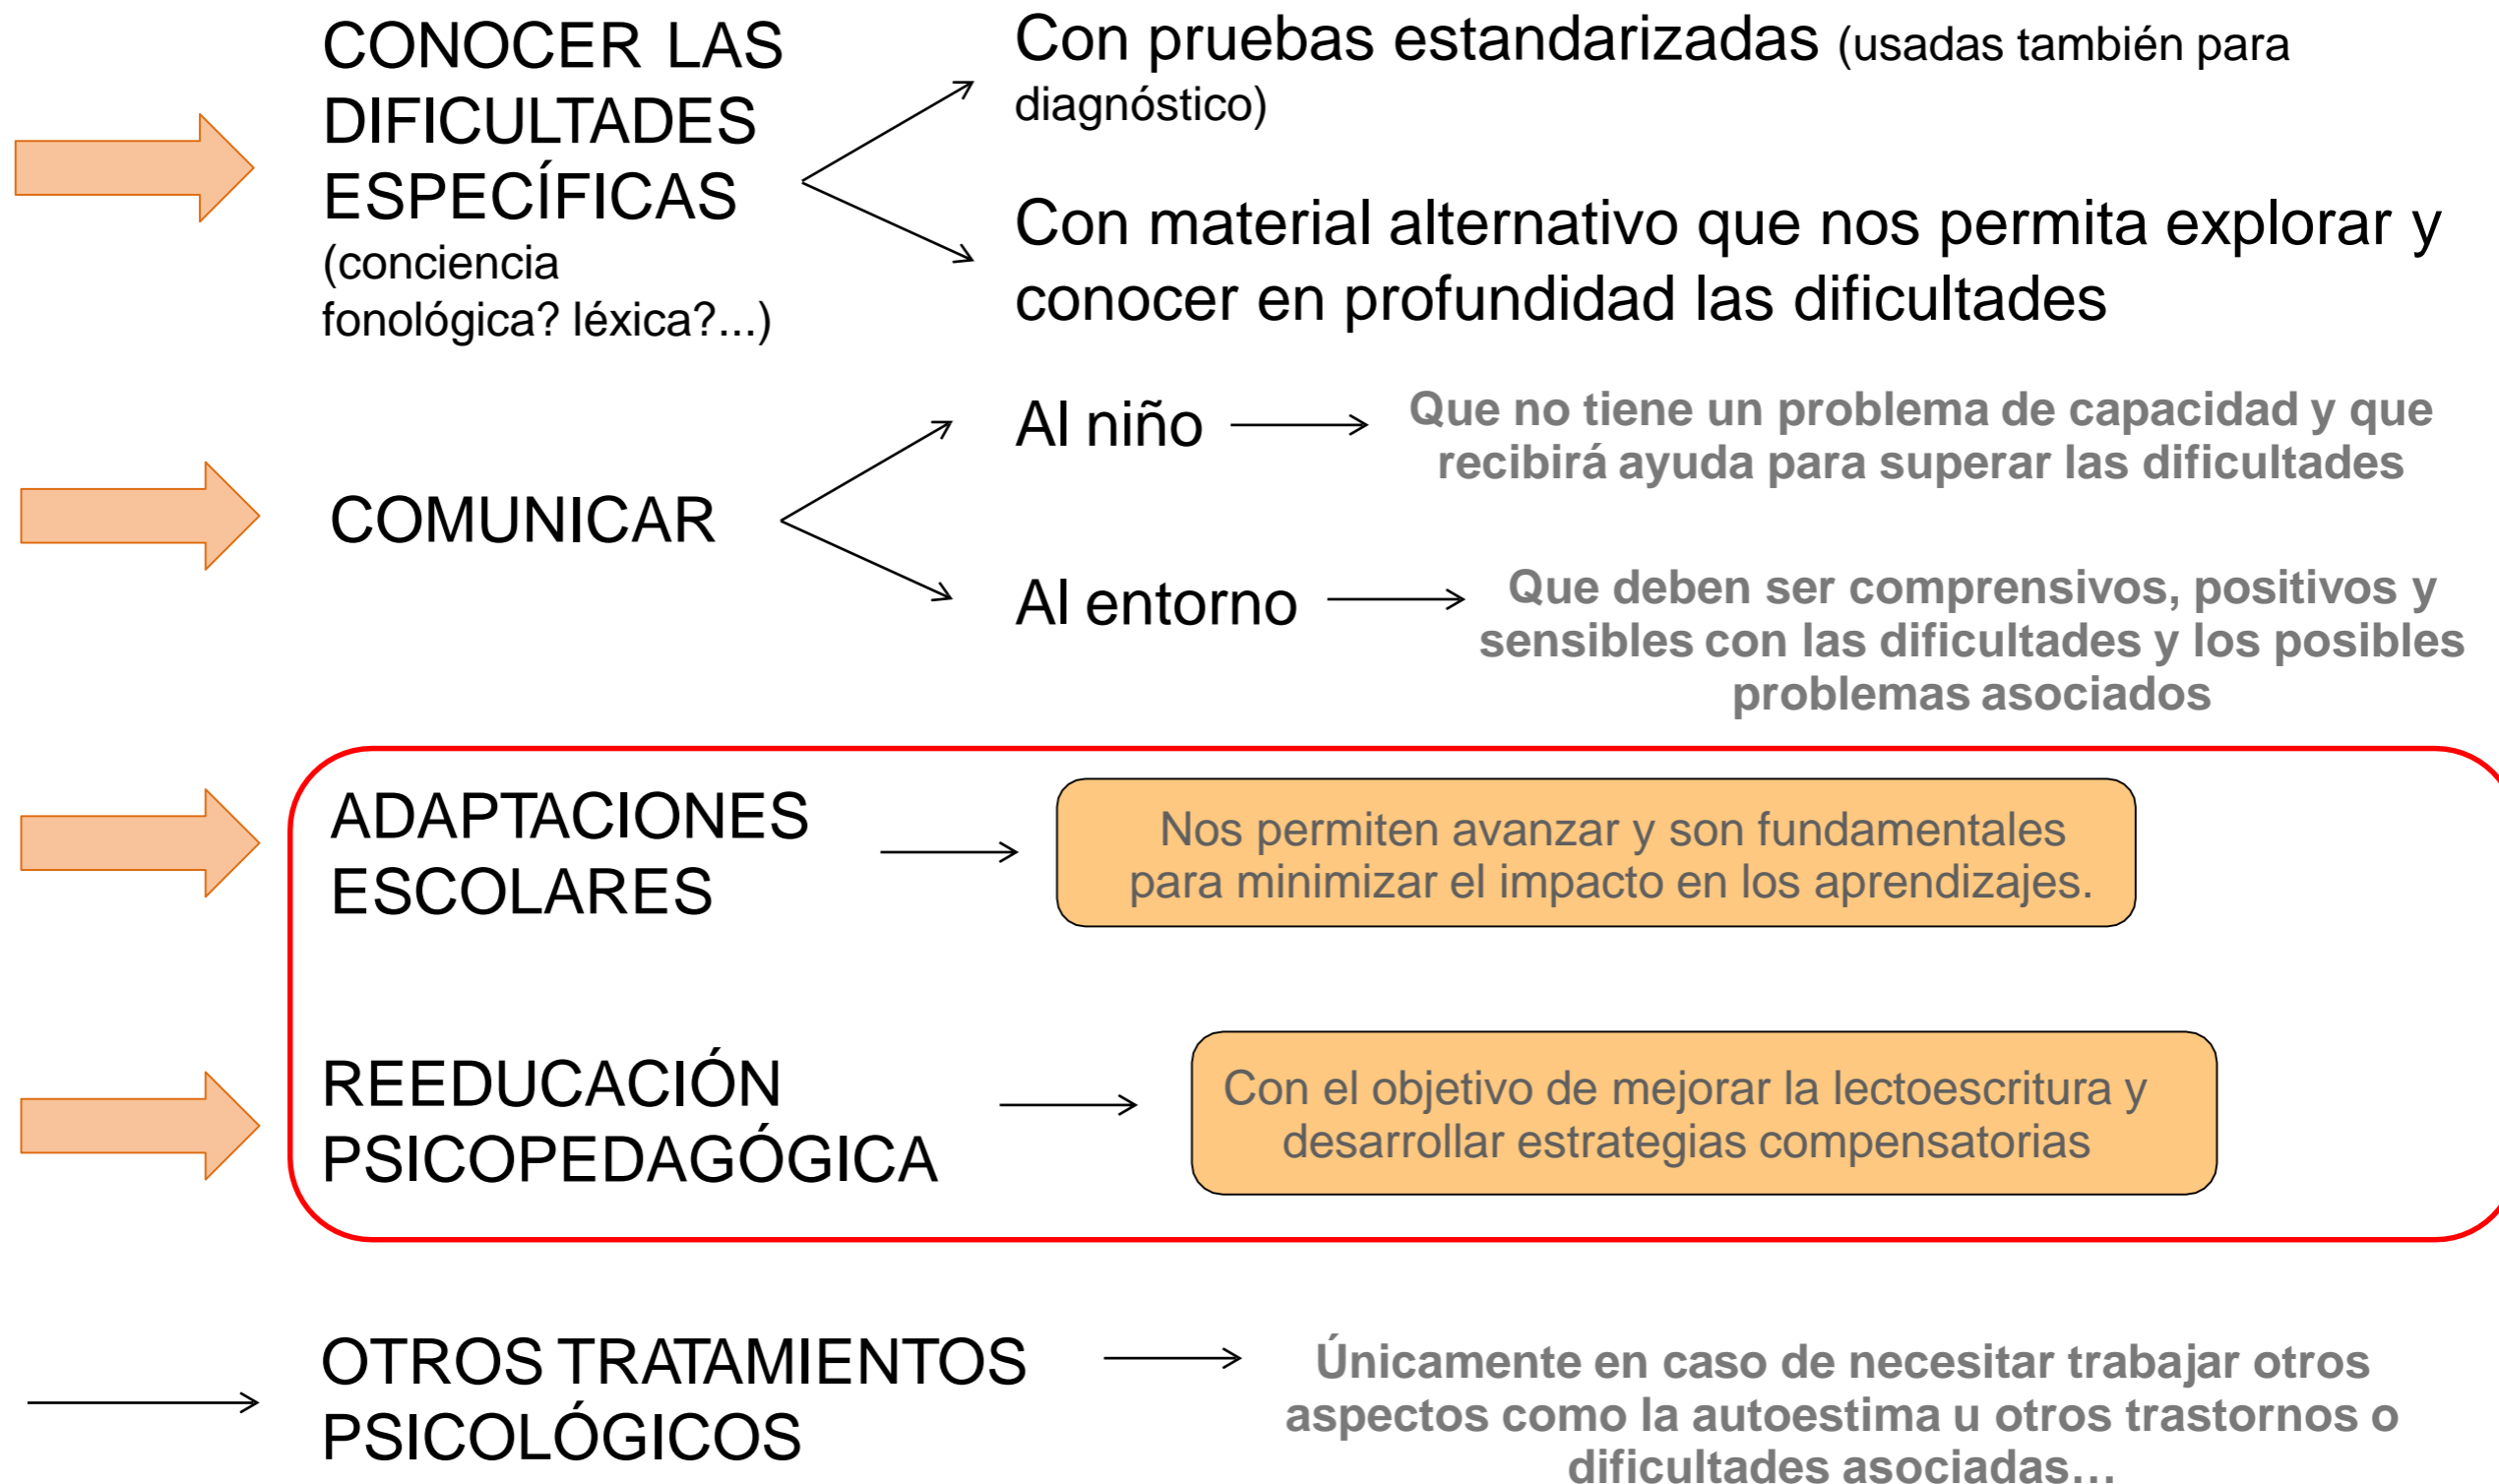 CONOCER LAS
DIFICULTADES
ESPECÍFICAS
(conciencia
fonológica? léxica?...)
Con pruebas estandarizadas (usadas también para
diagnóstico)
Con material alternativo que nos permita explorar y
conocer en profundidad las dificultades
COMUNICAR
Al niño
Que no tiene un problema de capacidad y que
recibirá ayuda para superar las dificultades
Al entorno
Que deben ser comprensivos, positivos y
sensibles con las dificultades y los posibles
problemas asociados
ADAPTACIONES
ESCOLARES
Nos permiten avanzar y son fundamentales
para minimizar el impacto en los aprendizajes.
REEDUCACIÓN
PSICOPEDAGÓGICA
Con el objetivo de mejorar la lectoescritura y
desarrollar estrategias compensatorias
OTROS TRATAMIENTOS
PSICOLÓGICOS
Únicamente en caso de necesitar trabajar otros
aspectos como la autoestima u otros trastornos o
dificultades asociadas…